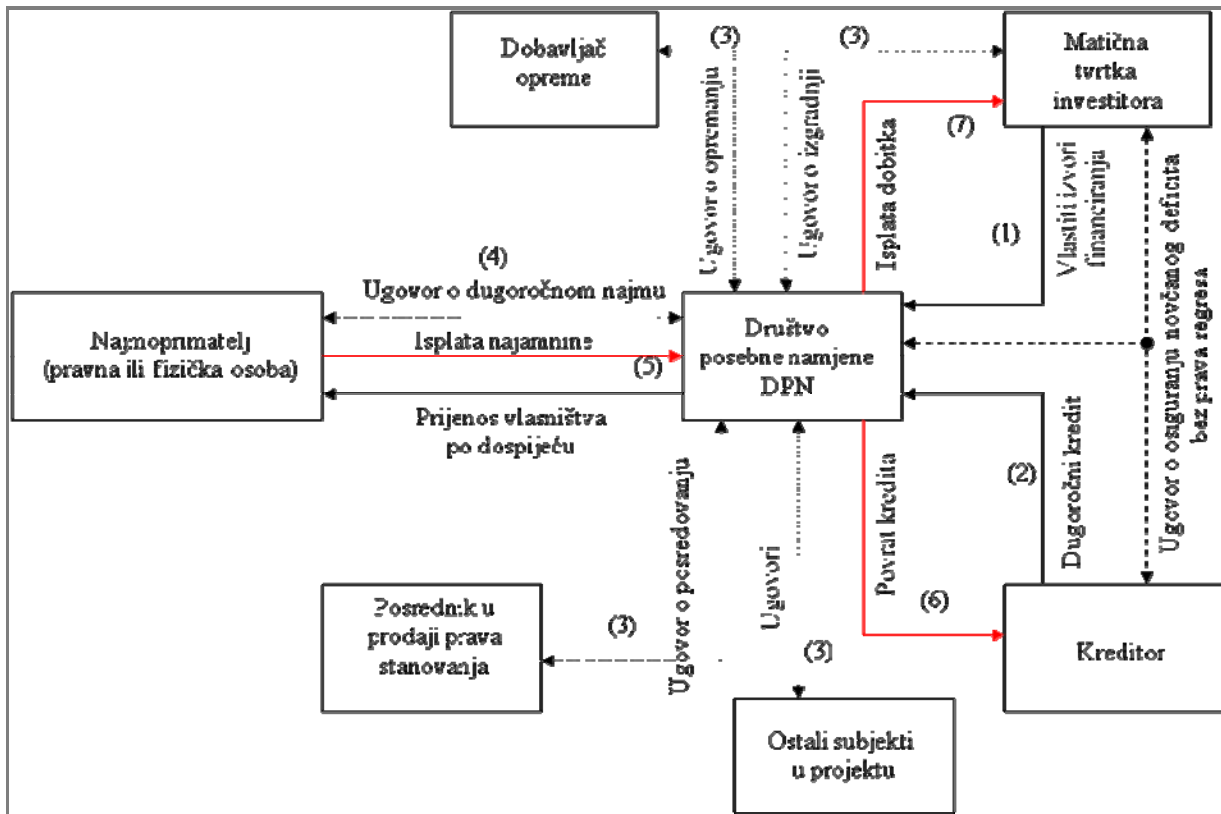 Dobavljač
opreme
(3)
(3)
Matična
tvrtka
investitora
Ugovor o opremanju
Ugovor o izgradnji
Isplata dobitka
(7)
(1)
Vlastiti izvori
financiranja
Ugovor o osiguranju novčanog deficita
bez prava regresa
(4)
Ugovor o dugoročnom najmu
Najmoprimatelj
(pravna ili fizička osoba)
Isplata najamnine
(5)
Društvo
posebne namjene
DPN
Prijenos vlasništva
po dospijeću
Ugovor o posredovanju
Ugovori
Povrat kredita
(2)
Dugoročni kredit
(6)
Posrednik u
prodaji prava
stanovanja
(3)
(3)
Kreditor
Ostali subjekti
u projektu